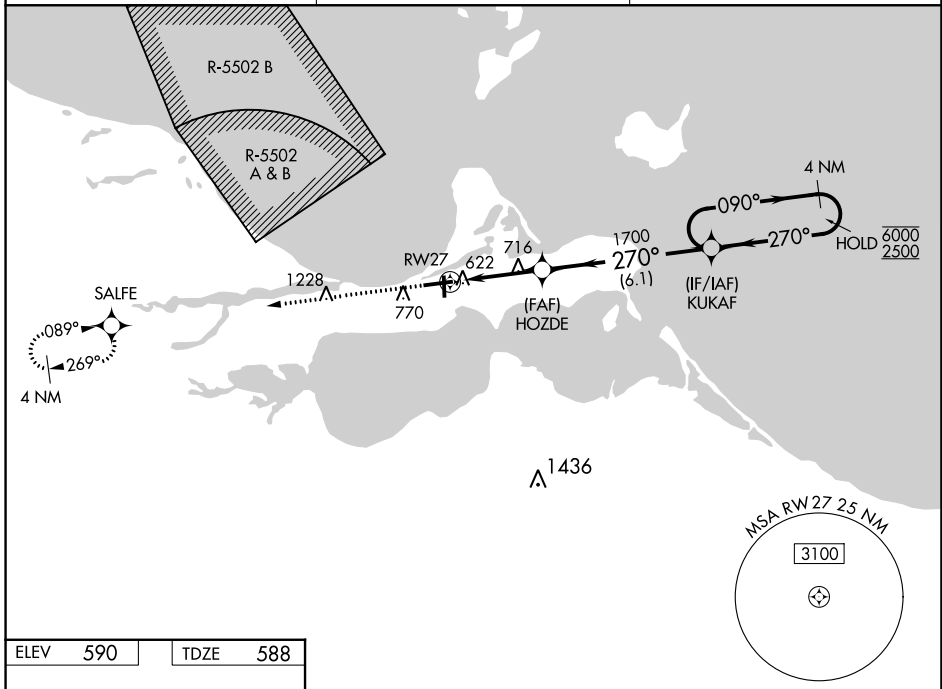 R-5502 B
R-5502
A & B
4 NM
090°
270°
HOLD
6000
2500
1700
270°
(6.1)
(IF/IAF)
KUKAF
716
RW27
622
(FAF)
HOZDE
1228
770
SALFE
089°
269°
4 NM
1436
MSA RW27 25 NM
3100
ELEV 590
TDZE 588